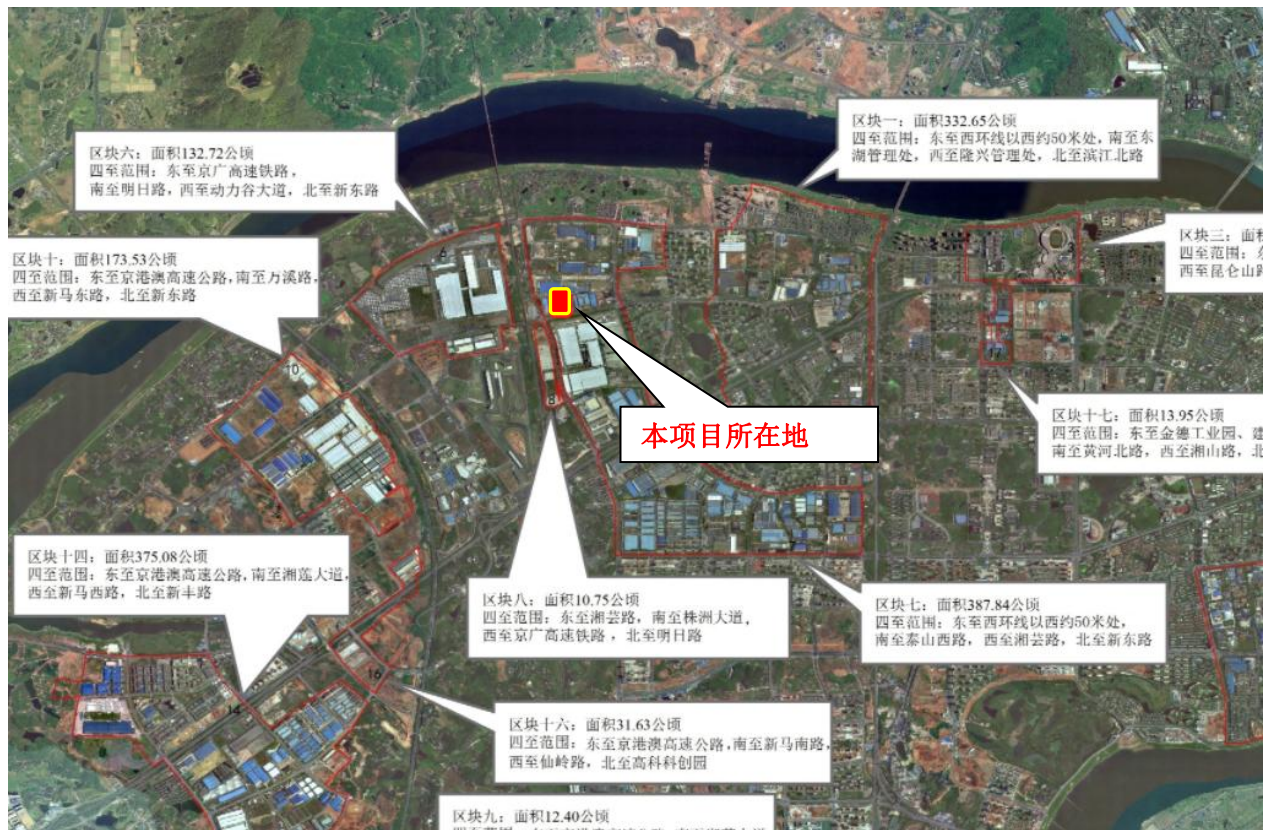 区块一：面积332.65公顷
四至范围：东至西环线以西约50米处，南至东
湖管理处，西至隆兴管理处，北至滨江北路
区块六：面积132.72公顷
四至范围：东至京广高速铁路，
南至明日路，西至动力谷大道，北至新东路
区块三：面积
四至范围：东
西至昆仑山路
区块十：面积173.53公顷
四至范围：东至京港澳高速公路，南至万溪路，
西至新马东路，北至新东路
6
3
10
17
8
本项目所在地
区块十七：面积13.95公顷
四至范围：东至金德工业园、建
南至黄河北路，西至湘山路，北
区块十四：面积375.08公顷
四至范围：东至京港澳高速公路，南至湘莲大道，
西至新马西路，北至新丰路
区块八：面积10.75公顷
四至范围：东至湘芸路，南至株洲大道，
西至京广高速铁路，北至明日路
区块七：面积387.84公顷
四至范围：东至西环线以西约50米处，
南至泰山西路，西至湘芸路，北至新东路
16
14
区块十六：面积31.63公顷
四至范围：东至京港澳高速公路，南至新马南路，
西至仙岭路，北至高科科创园
区块九：面积12.40公顷